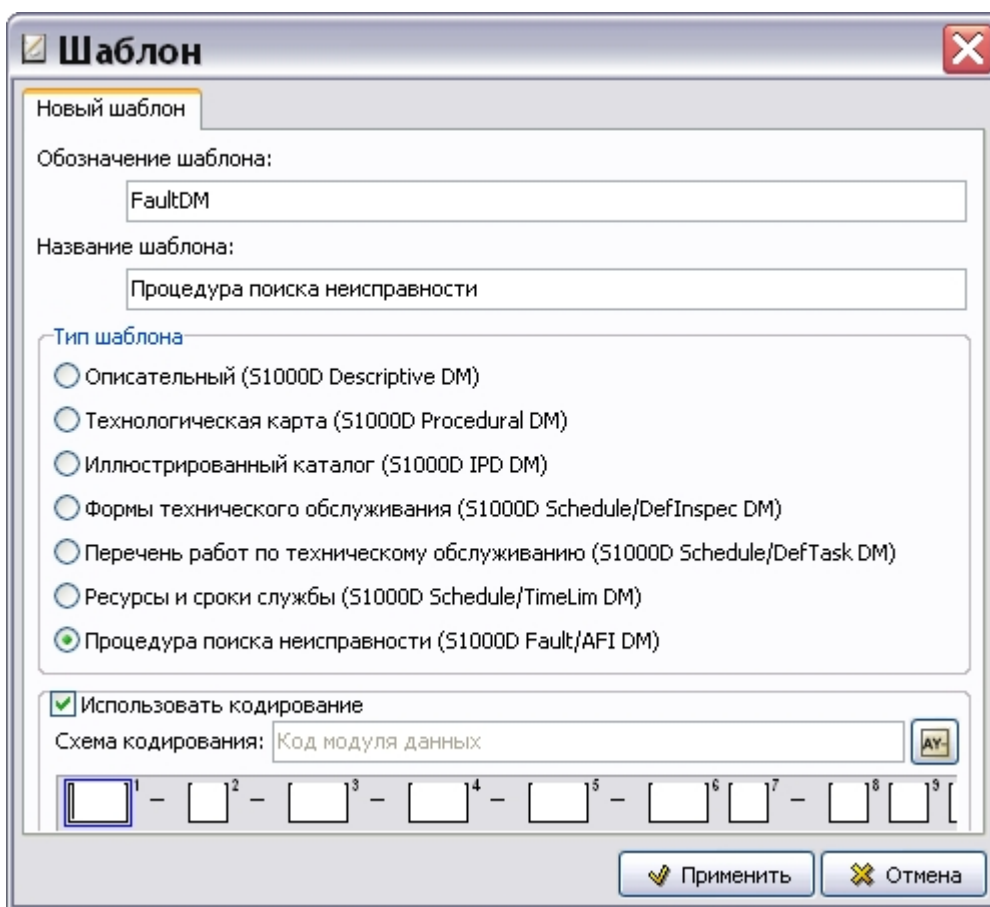 Шаблон
Новый шаблон
Обозначение шаблона:
FaultDM
Название шаблона:
Процедура поиска неисправности
Тип шаблона
Описательный (S1000D Descriptive DM)
Технологическая карта (S1000D Procedural DM)
Иллюстрированный каталог (S1000D IPD DM)
Формы технического обслуживания (S1000D Schedule/DefInspec DM)
Перечень работ по техническому обслуживанию (S1000D Schedule/DefTask DM)
Ресурсы и сроки службы (S1000D Schedule/TimeLim DM)
Процедура поиска неисправности (S1000D Fault/AFI DM)
Использовать кодирование
Схема кодирования: Код модуля данных AY-
[ ]1 – [ ]2 – [ ]3 – [ ]4 – [ ]5 – [ ]6 [ ]7 – [ ]8 [ ]9 [
Применить Отмена